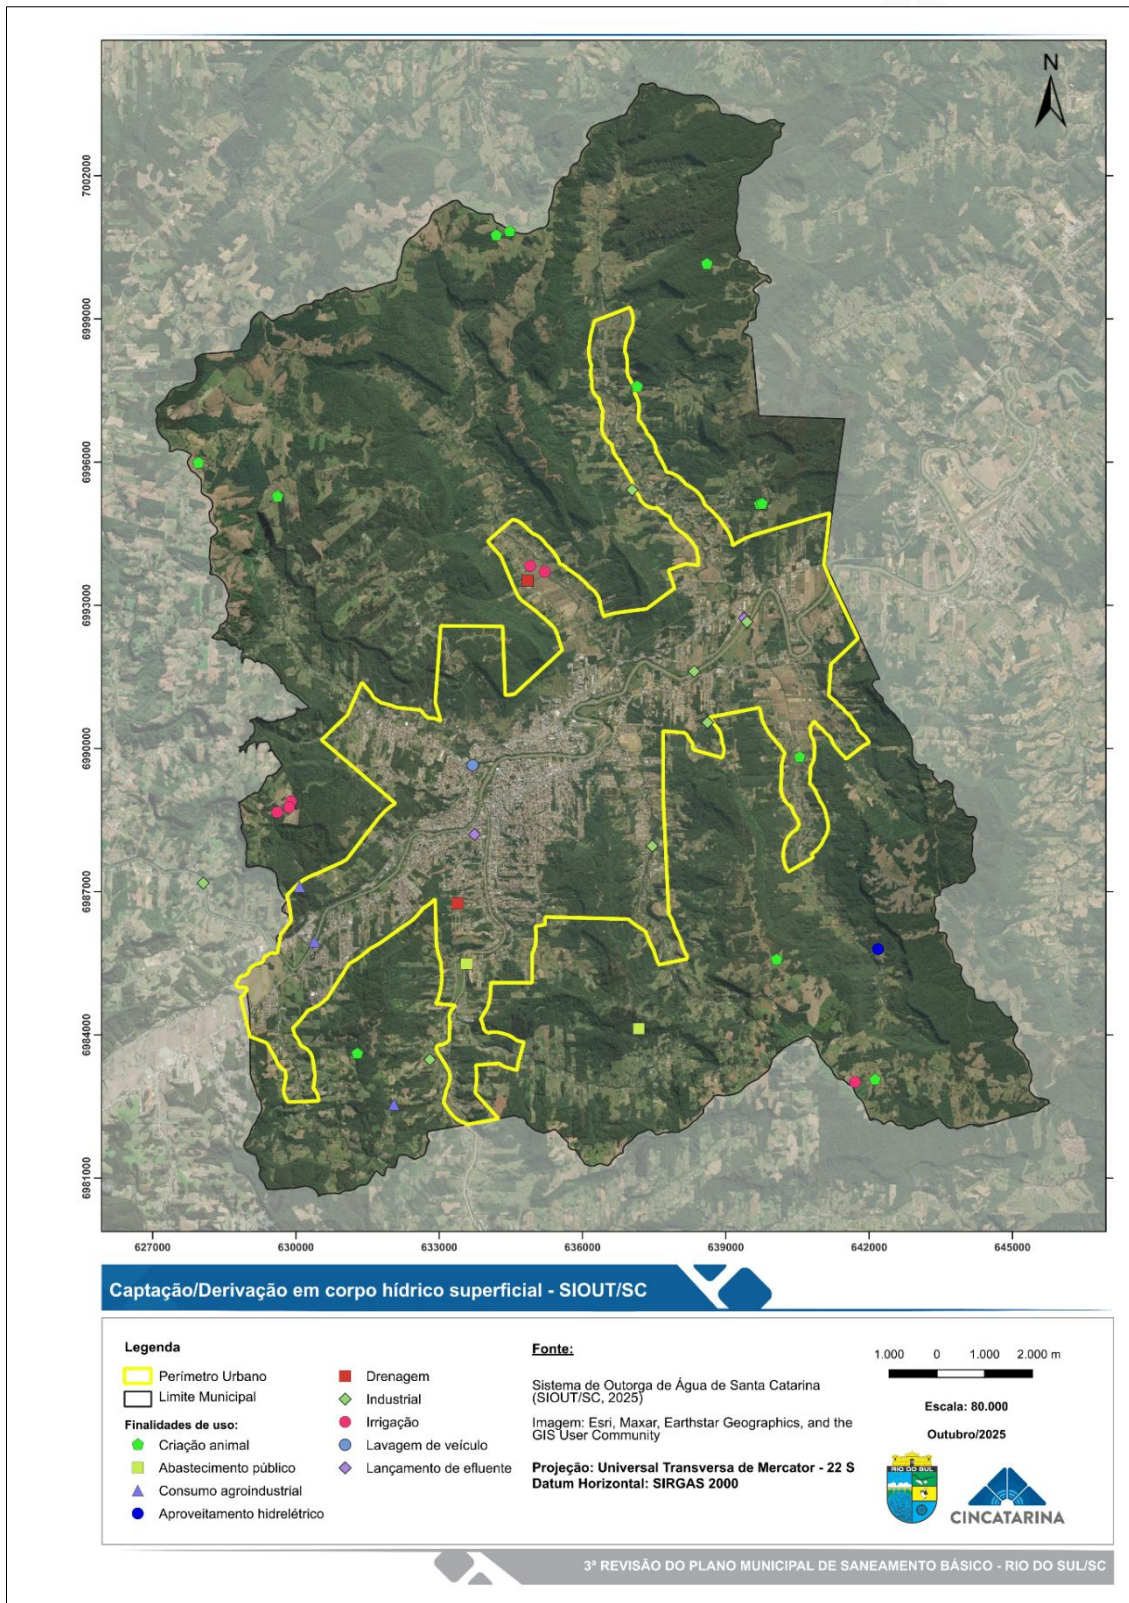 N
7002000
6999000
6996000
6993000
6990000
6987000
6984000
6981000
627000 630000 633000 636000 639000 642000 645000
Captação/Derivação em corpo hídrico superficial - SIOUT/SC
Legenda
Perímetro Urbano
Limite Municipal
Finalidades de uso:
Criação animal
Abastecimento público
Consumo agroindustrial
Aproveitamento hidrelétrico
Drenagem
Industrial
Irrigação
Lavagem de veículo
Lançamento de efluente
Fonte:
Sistema de Outorga de Água de Santa Catarina
(SIOUT/SC, 2025)
Imagem: Esri, Maxar, Earthstar Geographics, and the
GIS User Community
Projeção: Universal Transversa de Mercator - 22 S
Datum Horizontal: SIRGAS 2000
1.000 0 1.000 2.000 m
Escala: 80.000
Outubro/2025
RIO DO SUL
CINCATARINA
3ª REVISÃO DO PLANO MUNICIPAL DE SANEAMENTO BÁSICO - RIO DO SUL/SC